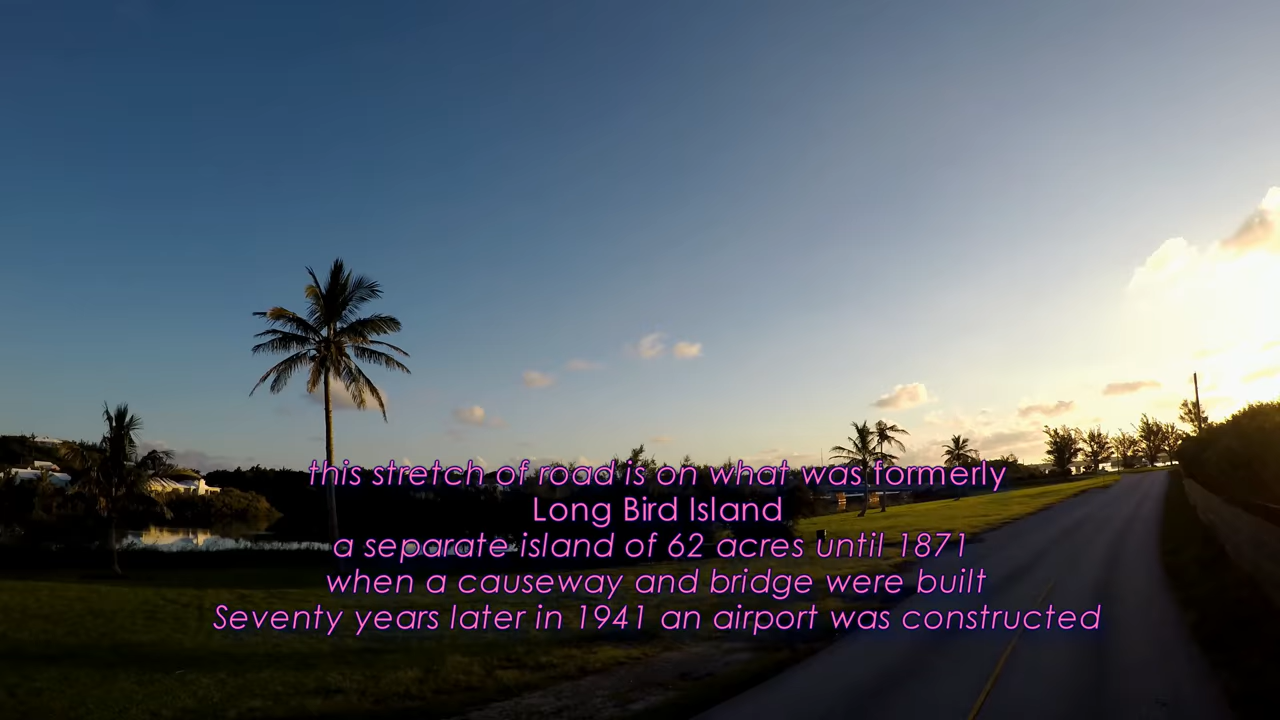 this stretch of road is on what was formerly
Long Bird Island
a separate island of 62 acres until 1871
when a causeway and bridge were built
Seventy years later in 1941 an airport was constructed